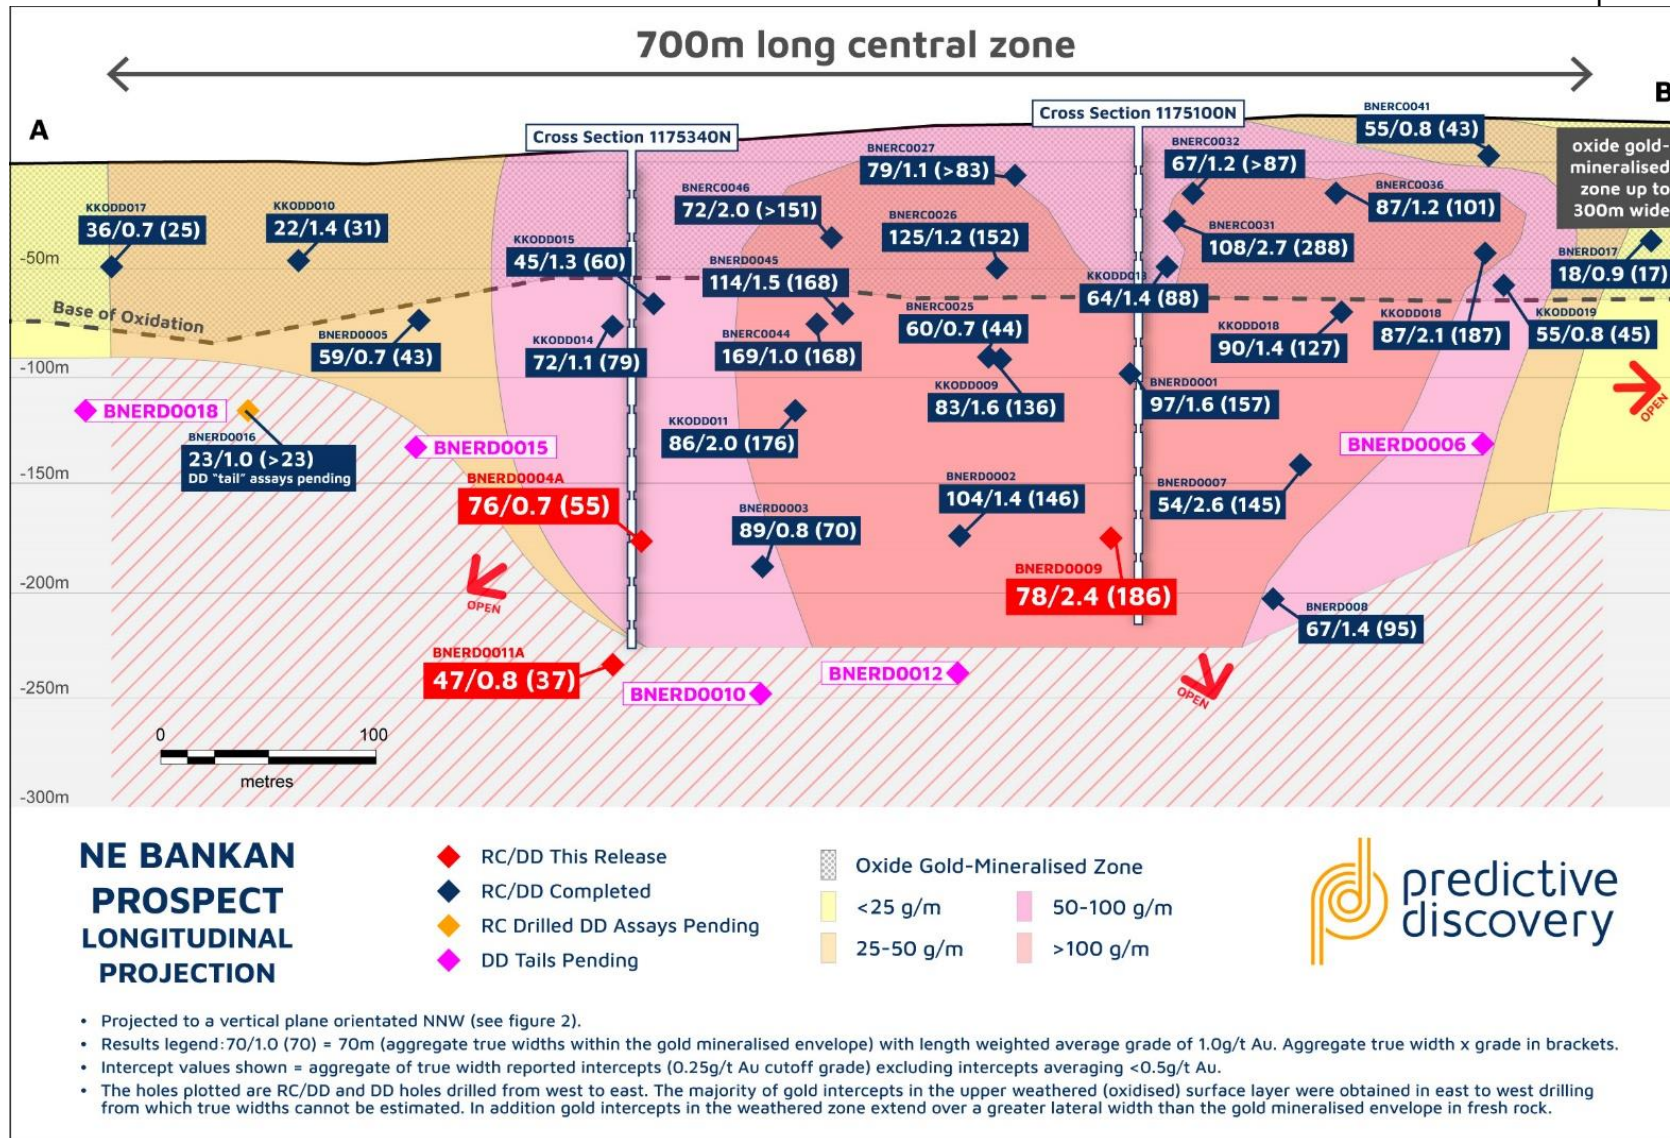 700m long central zone
A
B
Cross Section 1175340N
Cross Section 1175100N
BNERC0041
55/0.8 (43)
oxide gold-
mineralised
zone up to
300m wide
BNERC0027
79/1.1 (>83)
BNERC0032
67/1.2 (>87)
BNERC0046
72/2.0 (>151)
BNERC0036
87/1.2 (101)
KKODD017
36/0.7 (25)
KKODD010
22/1.4 (31)
BNERC0026
125/1.2 (152)
BNERC0031
108/2.7 (288)
KKODD015
45/1.3 (60)
BNERD0045
114/1.5 (168)
KKODD013
64/1.4 (88)
BNERD017
18/0.9 (17)
-50m
Base of Oxidation
BNERD0005
59/0.7 (43)
KKODD014
72/1.1 (79)
BNERC0044
169/1.0 (168)
BNERC0025
60/0.7 (44)
KKODD018
90/1.4 (127)
KKODD018
87/2.1 (187)
KKODD019
55/0.8 (45)
-100m
KKODD009
83/1.6 (136)
BNERD0001
97/1.6 (157)
OPEN
BNERD0018
BNERD0016
23/1.0 (>23)
DD "tail" assays pending
BNERD0015
KKODD011
86/2.0 (176)
BNERD0006
-150m
BNERD0004A
76/0.7 (55)
BNERD0003
89/0.8 (70)
BNERD0002
104/1.4 (146)
BNERD0007
54/2.6 (145)
-200m
OPEN
BNERD0009
78/2.4 (186)
BNERD008
67/1.4 (95)
BNERD0011A
47/0.8 (37)
BNERD0010
BNERD0012
OPEN
-250m
0 100
metres
-300m
NE BANKAN
PROSPECT
LONGITUDINAL
PROJECTION
RC/DD This Release
RC/DD Completed
RC Drilled DD Assays Pending
DD Tails Pending
Oxide Gold-Mineralised Zone
<25 g/m
50-100 g/m
25-50 g/m
>100 g/m
predictive
discovery
• Projected to a vertical plane orientated NNW (see figure 2).
• Results legend:70/1.0 (70) = 70m (aggregate true widths within the gold mineralised envelope) with length weighted average grade of 1.0g/t Au. Aggregate true width x grade in brackets.
• Intercept values shown = aggregate of true width reported intercepts (0.25g/t Au cutoff grade) excluding intercepts averaging <0.5g/t Au.
• The holes plotted are RC/DD and DD holes drilled from west to east. The majority of gold intercepts in the upper weathered (oxidised) surface layer were obtained in east to west drilling
from which true widths cannot be estimated. In addition gold intercepts in the weathered zone extend over a greater lateral width than the gold mineralised envelope in fresh rock.